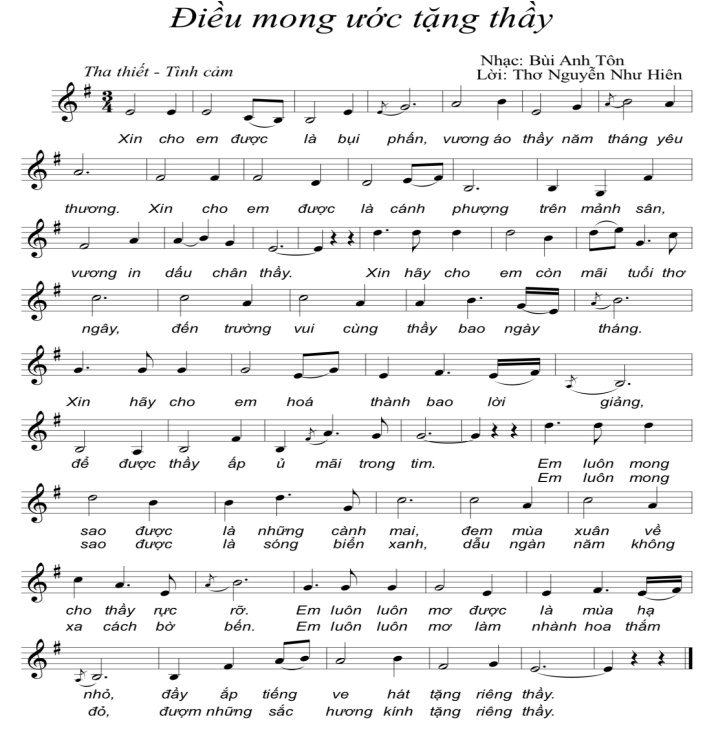 Điều mong ước tặng thầy
Nhạc: Bùi Anh Tôn
Tha thiết - Tình cảm
Lời: Thơ Nguyễn Như Hiên
3
4
Xin cho em được là bụi phấn, vương áo thầy năm tháng yêu
thương. Xin cho em được là cánh phượng trên mảnh sân,
vương in dấu chân thầy. Xin hãy cho em còn mãi tuổi thơ
ngây, đến trường vui cùng thầy bao ngày tháng.
Xin hãy cho em hoá thành bao lời giảng,
để được thầy ấp ủ mãi trong tim. Em luôn mong
Em luôn mong
sao được là những cành mai, đem mùa xuân về
sao được là sóng biển xanh, dẫu ngàn năm không
cho thầy rực rỡ. Em luôn luôn mơ được là mùa hạ
xa cách bờ bến. Em luôn luôn mơ làm nhành hoa thắm
nhỏ, đầy ắp tiếng ve hát tặng riêng thầy.
đỏ, đượm những sắc hương kính tặng riêng thầy.